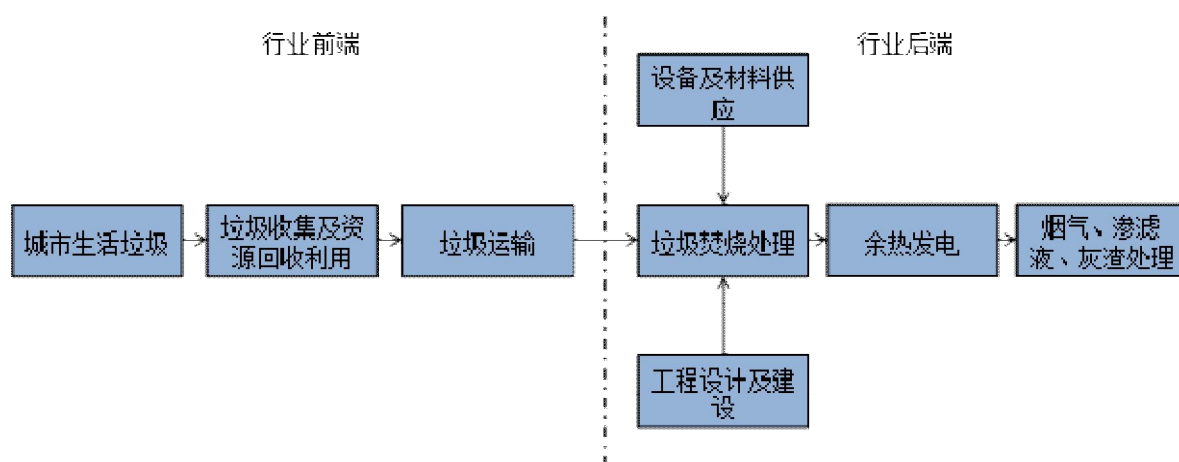 行业前端
行业后端
设备及材料供
应
城市生活垃圾
垃圾收集及资
源回收利用
垃圾运输
垃圾焚烧处理
余热发电
烟气、渗滤
液、灰渣处理
工程设计及建
设